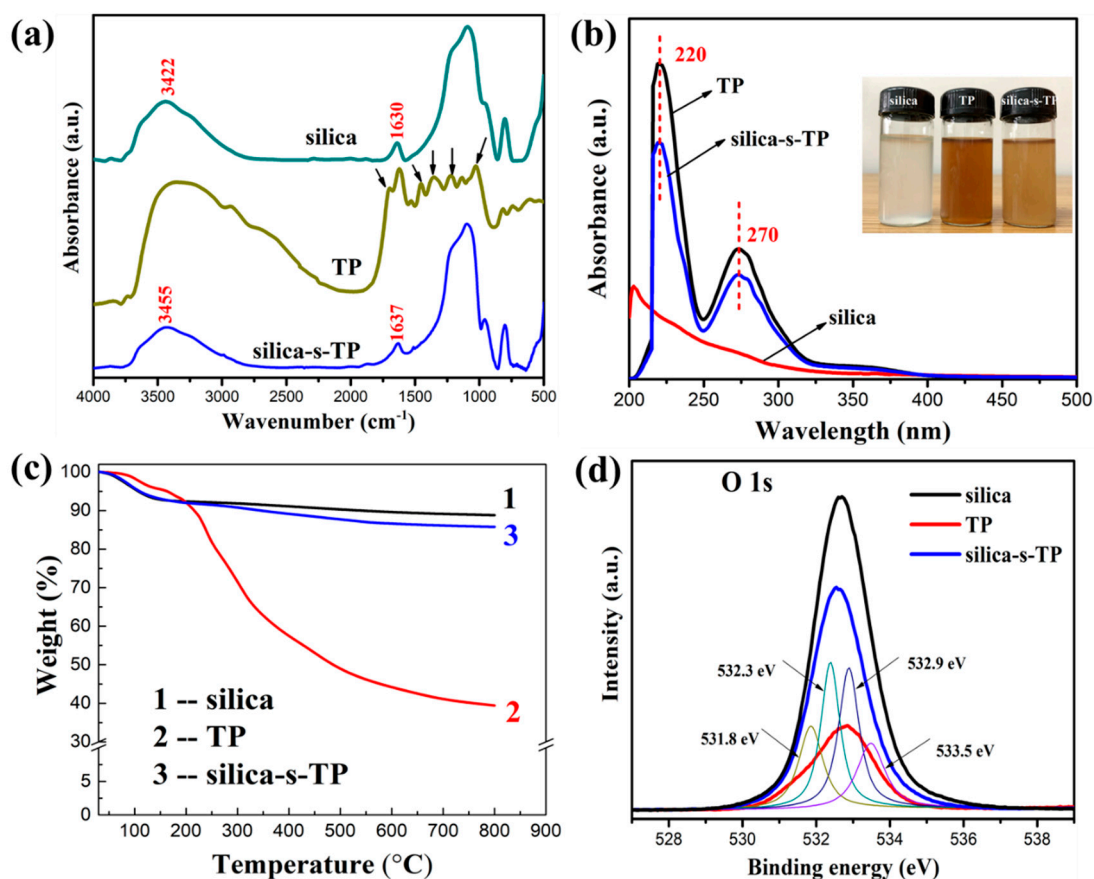 (a)
3422
1630
silica
TP
3455
1637
silica-s-TP
Absorbance (a.u.)
4000 3500 3000 2500 2000 1500 1000 500
Wavenumber (cm⁻¹)
(b)
220
TP
silica-s-TP
270
silica
silica TP silica-s-TP
Absorbance (a.u.)
200 250 300 350 400 450 500
Wavelength (nm)
(c)
100
90
80
70
60
50
40
30
5
0
Weight (%)
1
3
2
1 -- silica
2 -- TP
3 -- silica-s-TP
100 200 300 400 500 600 700 800 900
Temperature (°C)
(d)
O 1s
silica
TP
silica-s-TP
532.3 eV
532.9 eV
531.8 eV
533.5 eV
Intensity (a.u.)
528 530 532 534 536 538
Binding energy (eV)